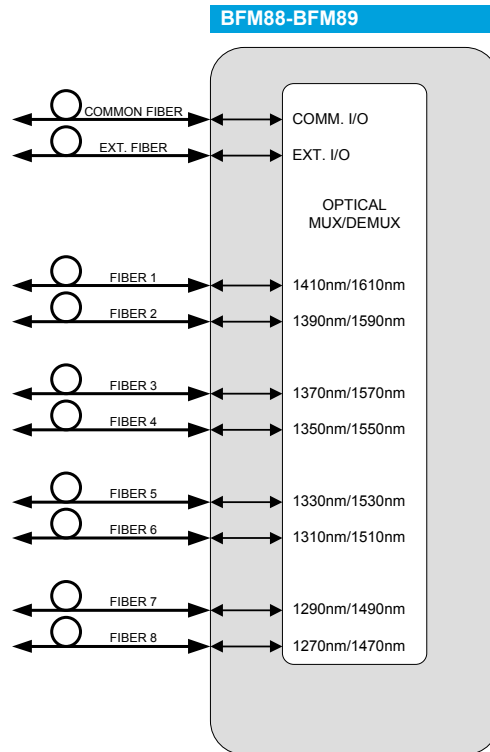 BFM88-BFM89
COMMON FIBER
COMM. I/O
EXT. FIBER
EXT. I/O
OPTICAL
MUX/DEMUX
FIBER 1
1410nm/1610nm
FIBER 2
1390nm/1590nm
FIBER 3
1370nm/1570nm
FIBER 4
1350nm/1550nm
FIBER 5
1330nm/1530nm
FIBER 6
1310nm/1510nm
FIBER 7
1290nm/1490nm
FIBER 8
1270nm/1470nm